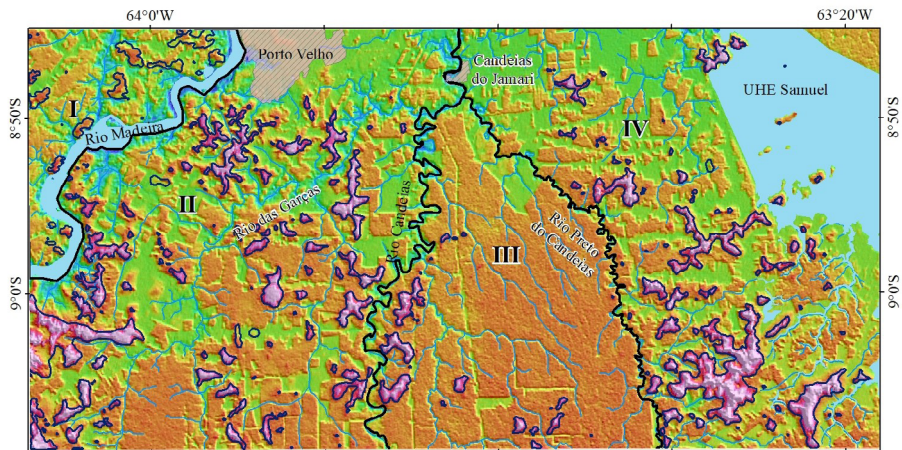 64°0'W
63°20'W
Porto Velho
Candeias
do Jamari
UHE Samuel
I
Rio Madeira
8°50'S
IV
8°50'S
II
Rio das Garças
Rio Candeias
Rio Preto
do Candeias
III
9°0'S
9°0'S